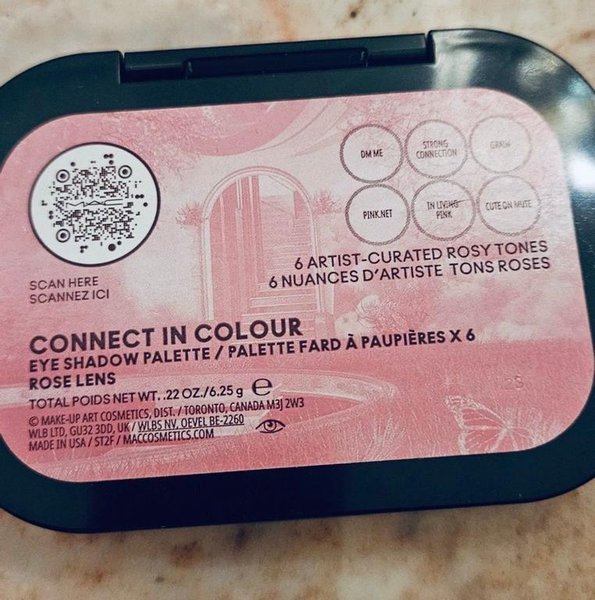 MAC
DM ME
STRONG
CONNECTION
GRAIN
PINK.NET
IN LIVING
PINK
CUTE ON MUTE
SCAN HERE
SCANNEZ ICI
6 ARTIST-CURATED ROSY TONES
6 NUANCES D'ARTISTE TONS ROSES
CONNECT IN COLOUR
EYE SHADOW PALETTE / PALETTE FARD À PAUPIÈRES X 6
ROSE LENS
TOTAL POIDS NET WT. .22 OZ./6.25 g ℮
© MAKE-UP ART COSMETICS, DIST. / TORONTO, CANADA M3J 2W3
WLB LTD, GU32 3DD, UK / WLBS NV, OEVEL BE-2260
MADE IN USA / ST2F / MACCOSMETICS.COM